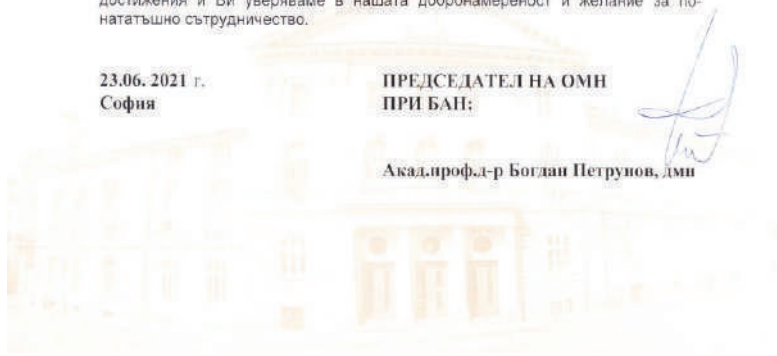 достижения и Ви уверяваме в нашата добронамереност и желание за по-
нататъшно сътрудничество.
23.06. 2021 г.
София
ПРЕДСЕДАТЕЛ НА ОМН
ПРИ БАН:
Акад.проф.д-р Богдан Петрунов, дмн